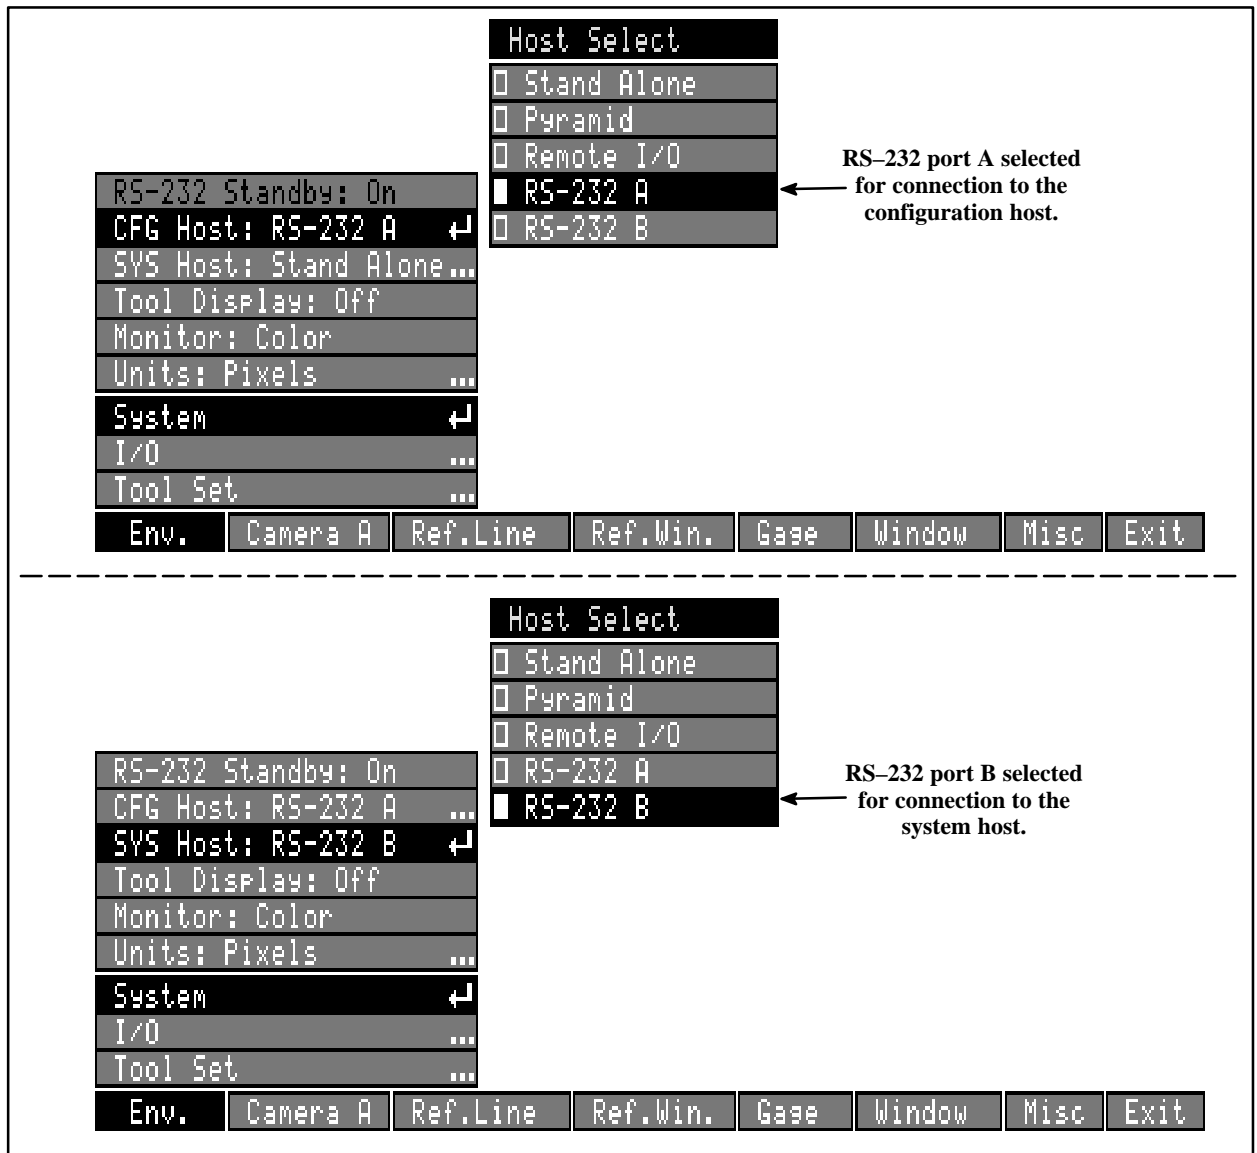 Host Select
Stand Alone
Pyramid
Remote I/O
RS-232 A
RS-232 B
RS–232 port A selected
for connection to the
configuration host.
RS-232 Standby: On
CFG Host: RS-232 A
SYS Host: Stand Alone...
Tool Display: Off
Monitor: Color
Units: Pixels ...
System
I/O ...
Tool Set ...
Env. Camera A Ref.Line Ref.Win. Gage Window Misc Exit
Host Select
Stand Alone
Pyramid
Remote I/O
RS-232 A
RS-232 B
RS–232 port B selected
for connection to the
system host.
RS-232 Standby: On
CFG Host: RS-232 A ...
SYS Host: RS-232 B
Tool Display: Off
Monitor: Color
Units: Pixels ...
System
I/O ...
Tool Set ...
Env. Camera A Ref.Line Ref.Win. Gage Window Misc Exit